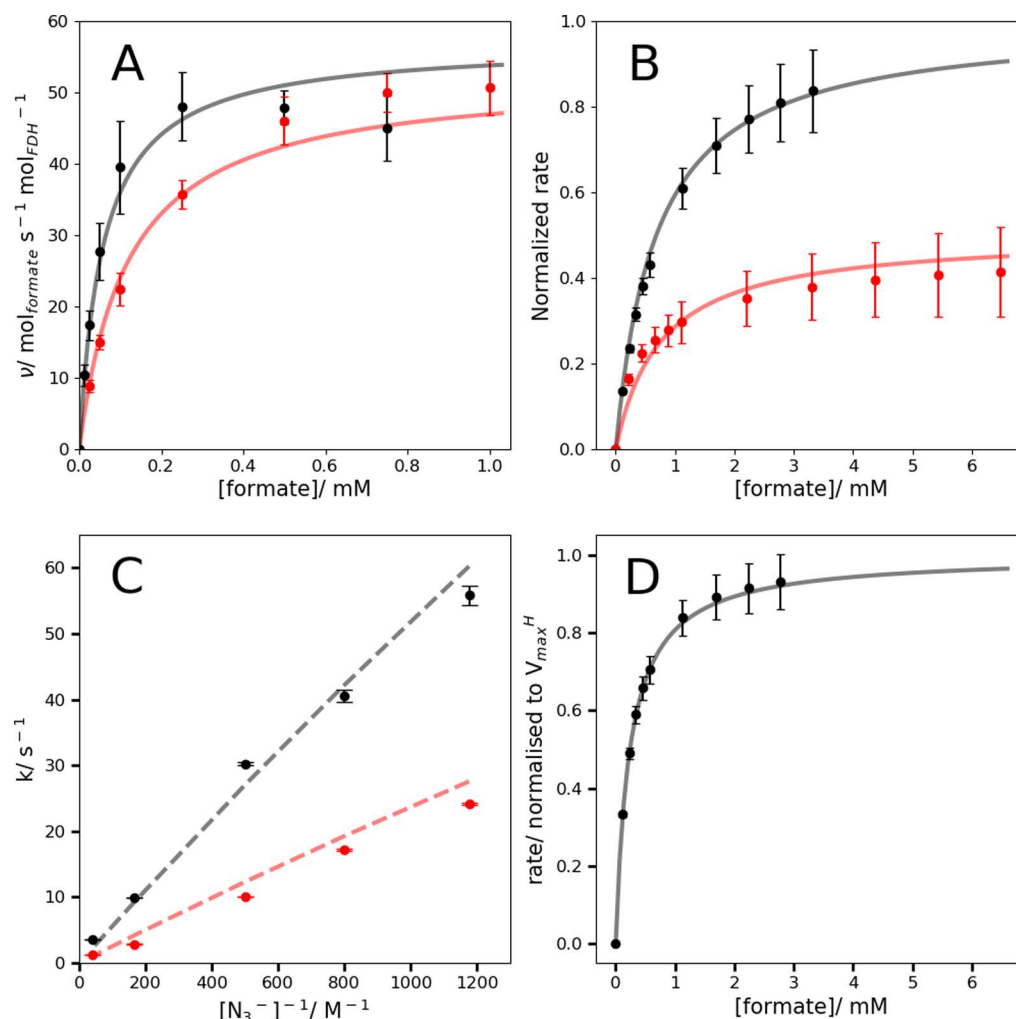 A
60
50
40
30
20
10
0
ν/ mol_formate s⁻¹ mol_FDH⁻¹
0.0 0.2 0.4 0.6 0.8 1.0
[formate]/ mM
B
1.0
0.8
0.6
0.4
0.2
0.0
Normalized rate
0 1 2 3 4 5 6
[formate]/ mM
C
60
50
40
30
20
10
0
k/ s⁻¹
0 200 400 600 800 1000 1200
[N₃⁻]⁻¹/ M⁻¹
D
1.0
0.8
0.6
0.4
0.2
0.0
rate/ normalised to V_max^H
0 1 2 3 4 5 6
[formate]/ mM